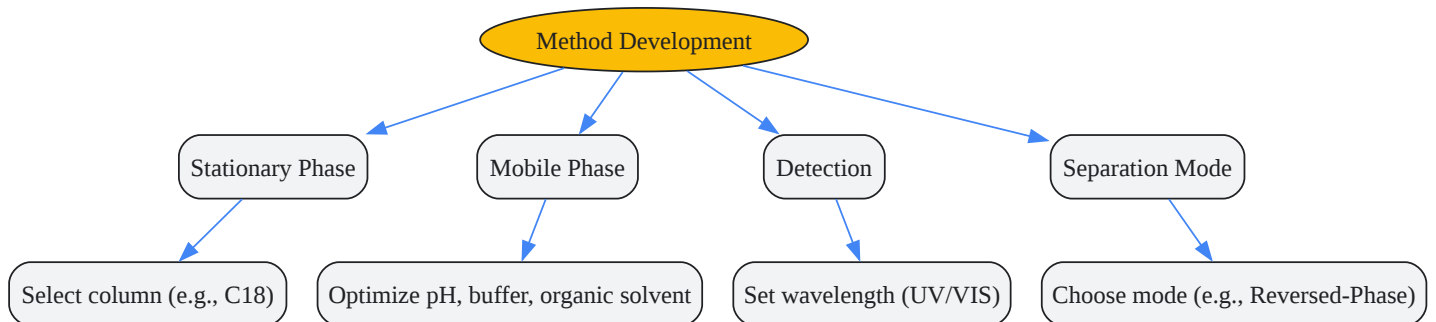 Method Development
Stationary Phase
Mobile Phase
Detection
Separation Mode
Select column (e.g., C18)
Optimize pH, buffer, organic solvent
Set wavelength (UV/VIS)
Choose mode (e.g., Reversed-Phase)